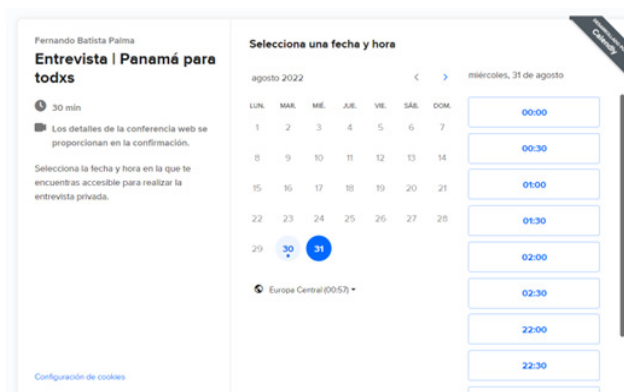 Fernando Batista Palma
Entrevista | Panamá para
todxs
30 min
Los detalles de la conferencia web se
proporcionan en la confirmación.
Selecciona la fecha y hora en la que te
encuentras accesible para realizar la
entrevista privada.
Configuración de cookies
Selecciona una fecha y hora
agosto 2022
LUN. MAR. MIÉ. JUE. VIE. SÁB. DOM.
1 2 3 4 5 6 7
8 9 10 11 12 13 14
15 16 17 18 19 20 21
22 23 24 25 26 27 28
29 30 31
Europa Central (00:57)
miércoles, 31 de agosto
00:00
00:30
01:00
01:30
02:00
02:30
22:00
22:30
Calendly